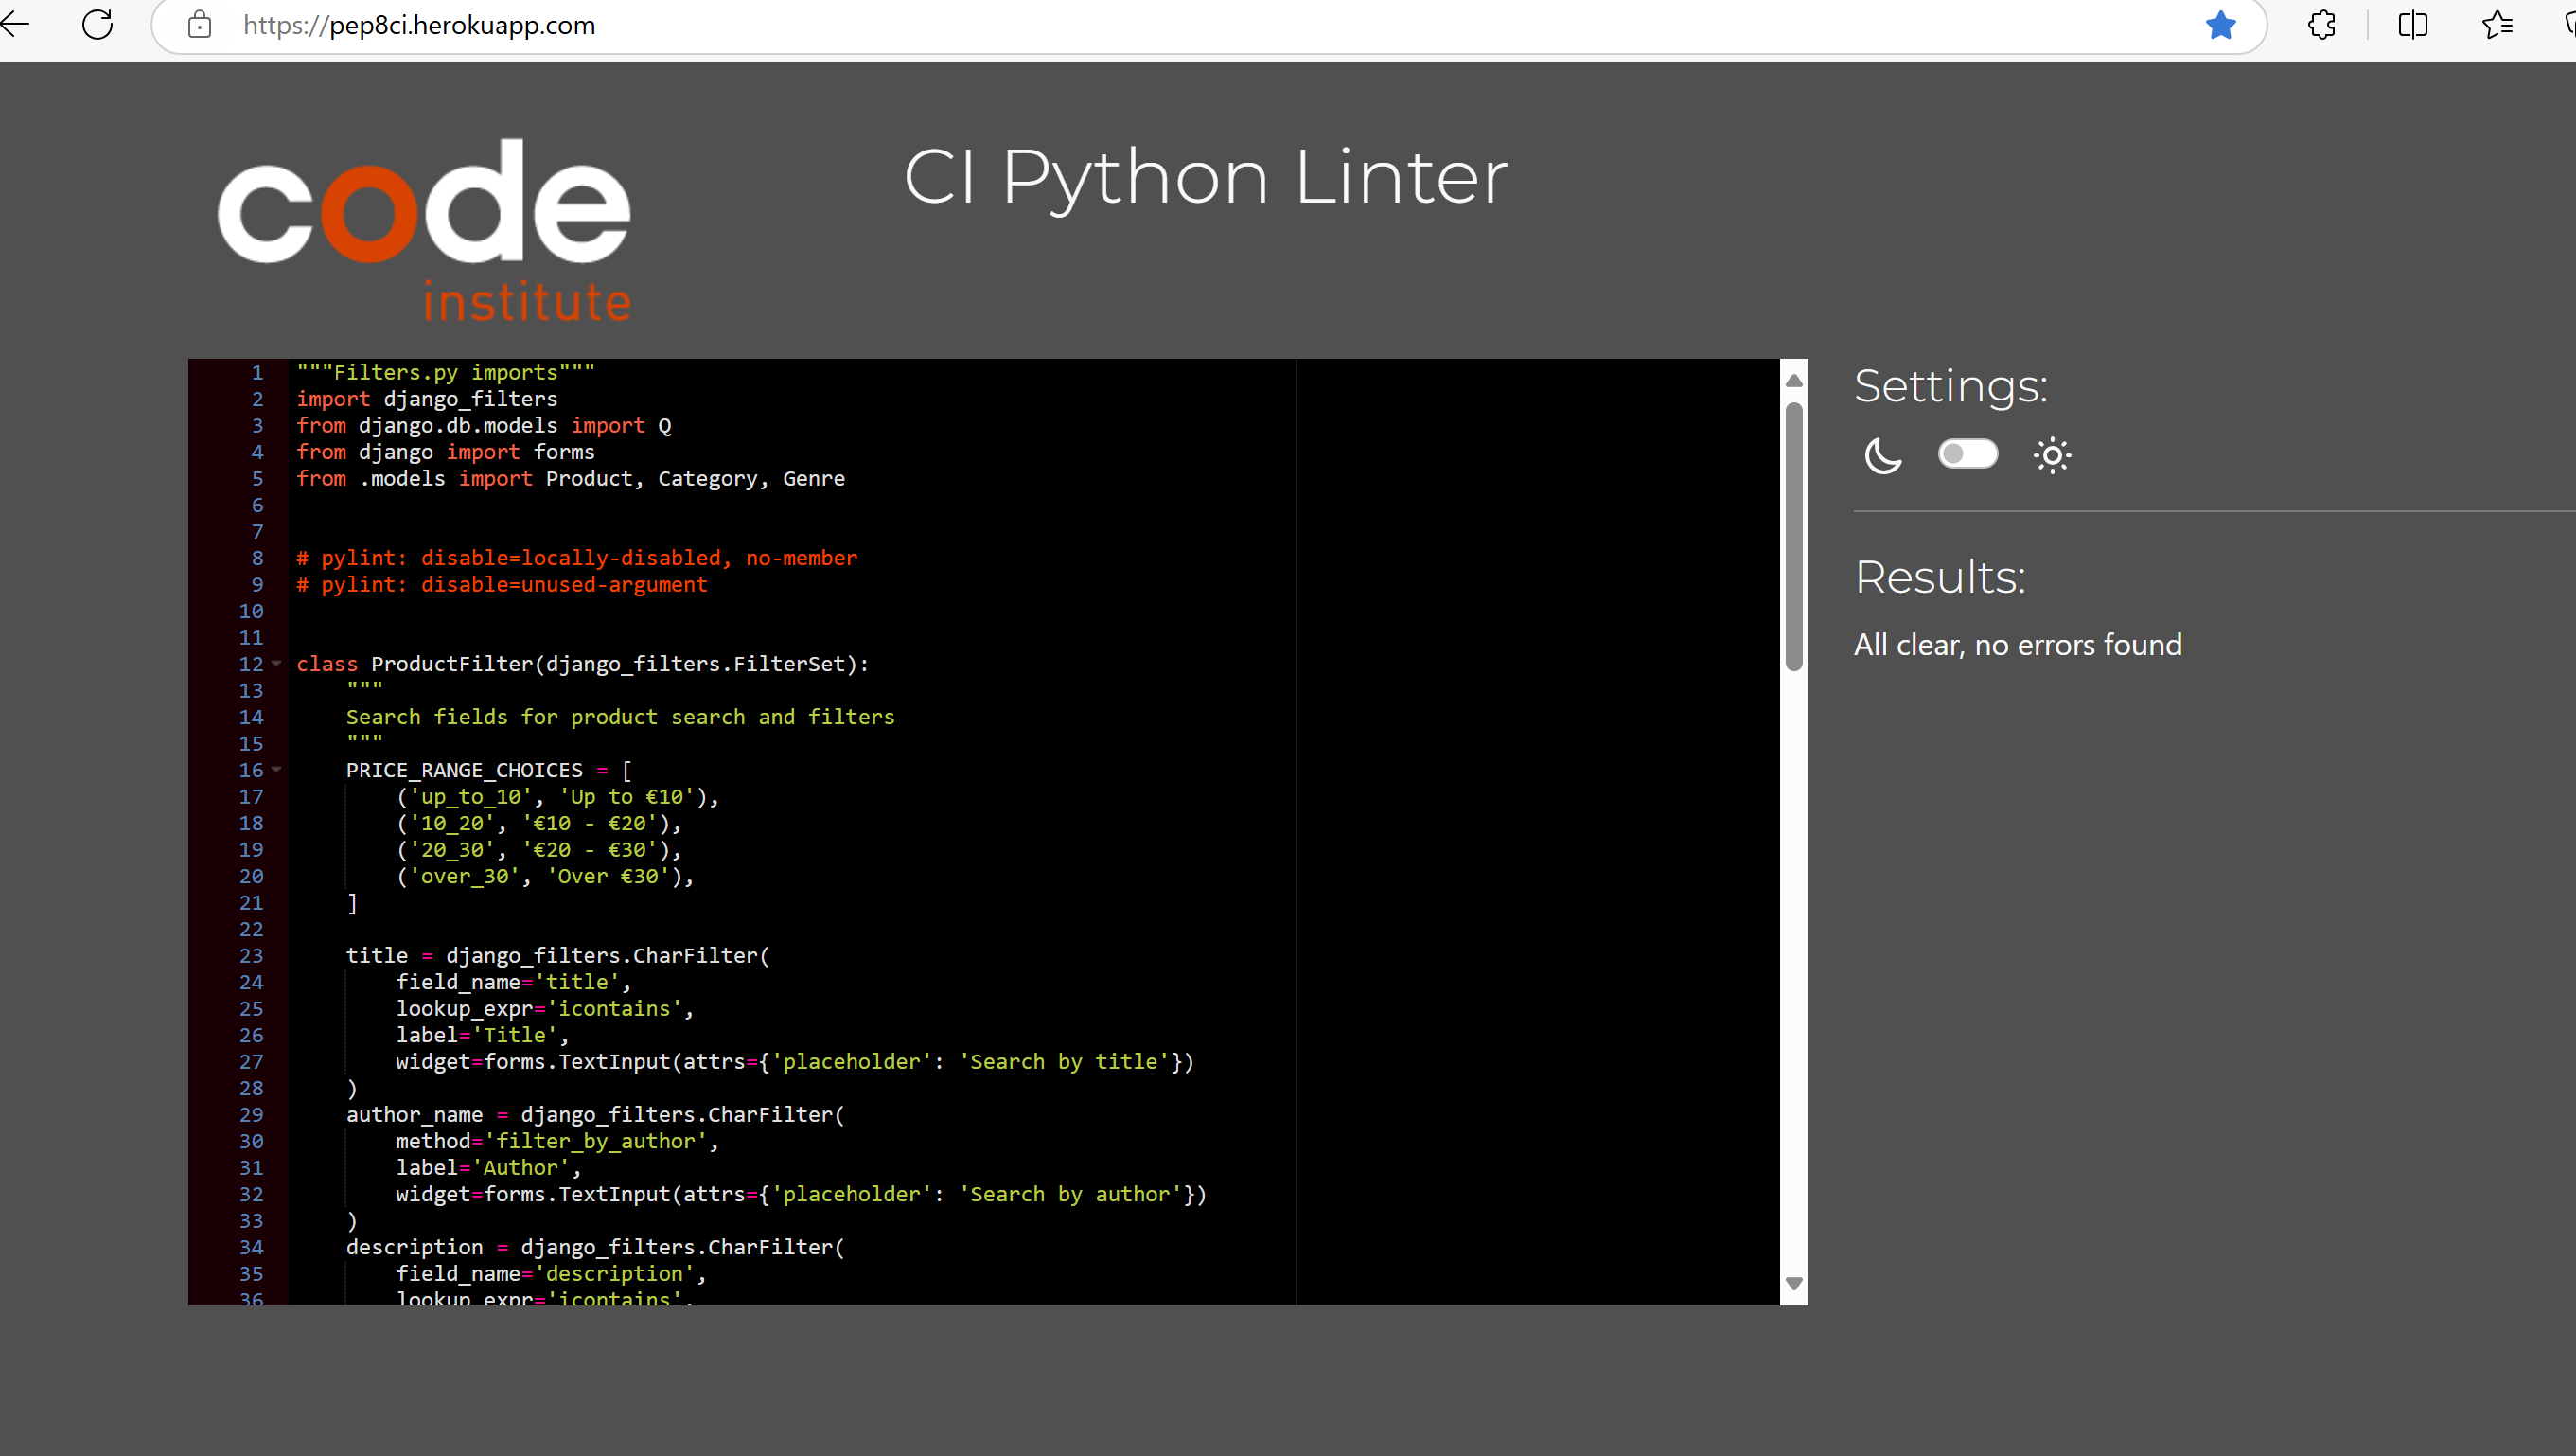 https://pep8ci.herokuapp.com
code
institute
CI Python Linter
1 """Filters.py imports"""
2 import django_filters
3 from django.db.models import Q
4 from django import forms
5 from .models import Product, Category, Genre
6
7
8 # pylint: disable=locally-disabled, no-member
9 # pylint: disable=unused-argument
10
11
12 class ProductFilter(django_filters.FilterSet):
13     """
14     Search fields for product search and filters
15     """
16     PRICE_RANGE_CHOICES = [
17         ('up_to_10', 'Up to €10'),
18         ('10_20', '€10 - €20'),
19         ('20_30', '€20 - €30'),
20         ('over_30', 'Over €30'),
21     ]
22
23     title = django_filters.CharFilter(
24         field_name='title',
25         lookup_expr='icontains',
26         label='Title',
27         widget=forms.TextInput(attrs={'placeholder': 'Search by title'})
28     )
29     author_name = django_filters.CharFilter(
30         method='filter_by_author',
31         label='Author',
32         widget=forms.TextInput(attrs={'placeholder': 'Search by author'})
33     )
34     description = django_filters.CharFilter(
35         field_name='description',
36         lookup_expr='icontains',
Settings:
Results:
All clear, no errors found